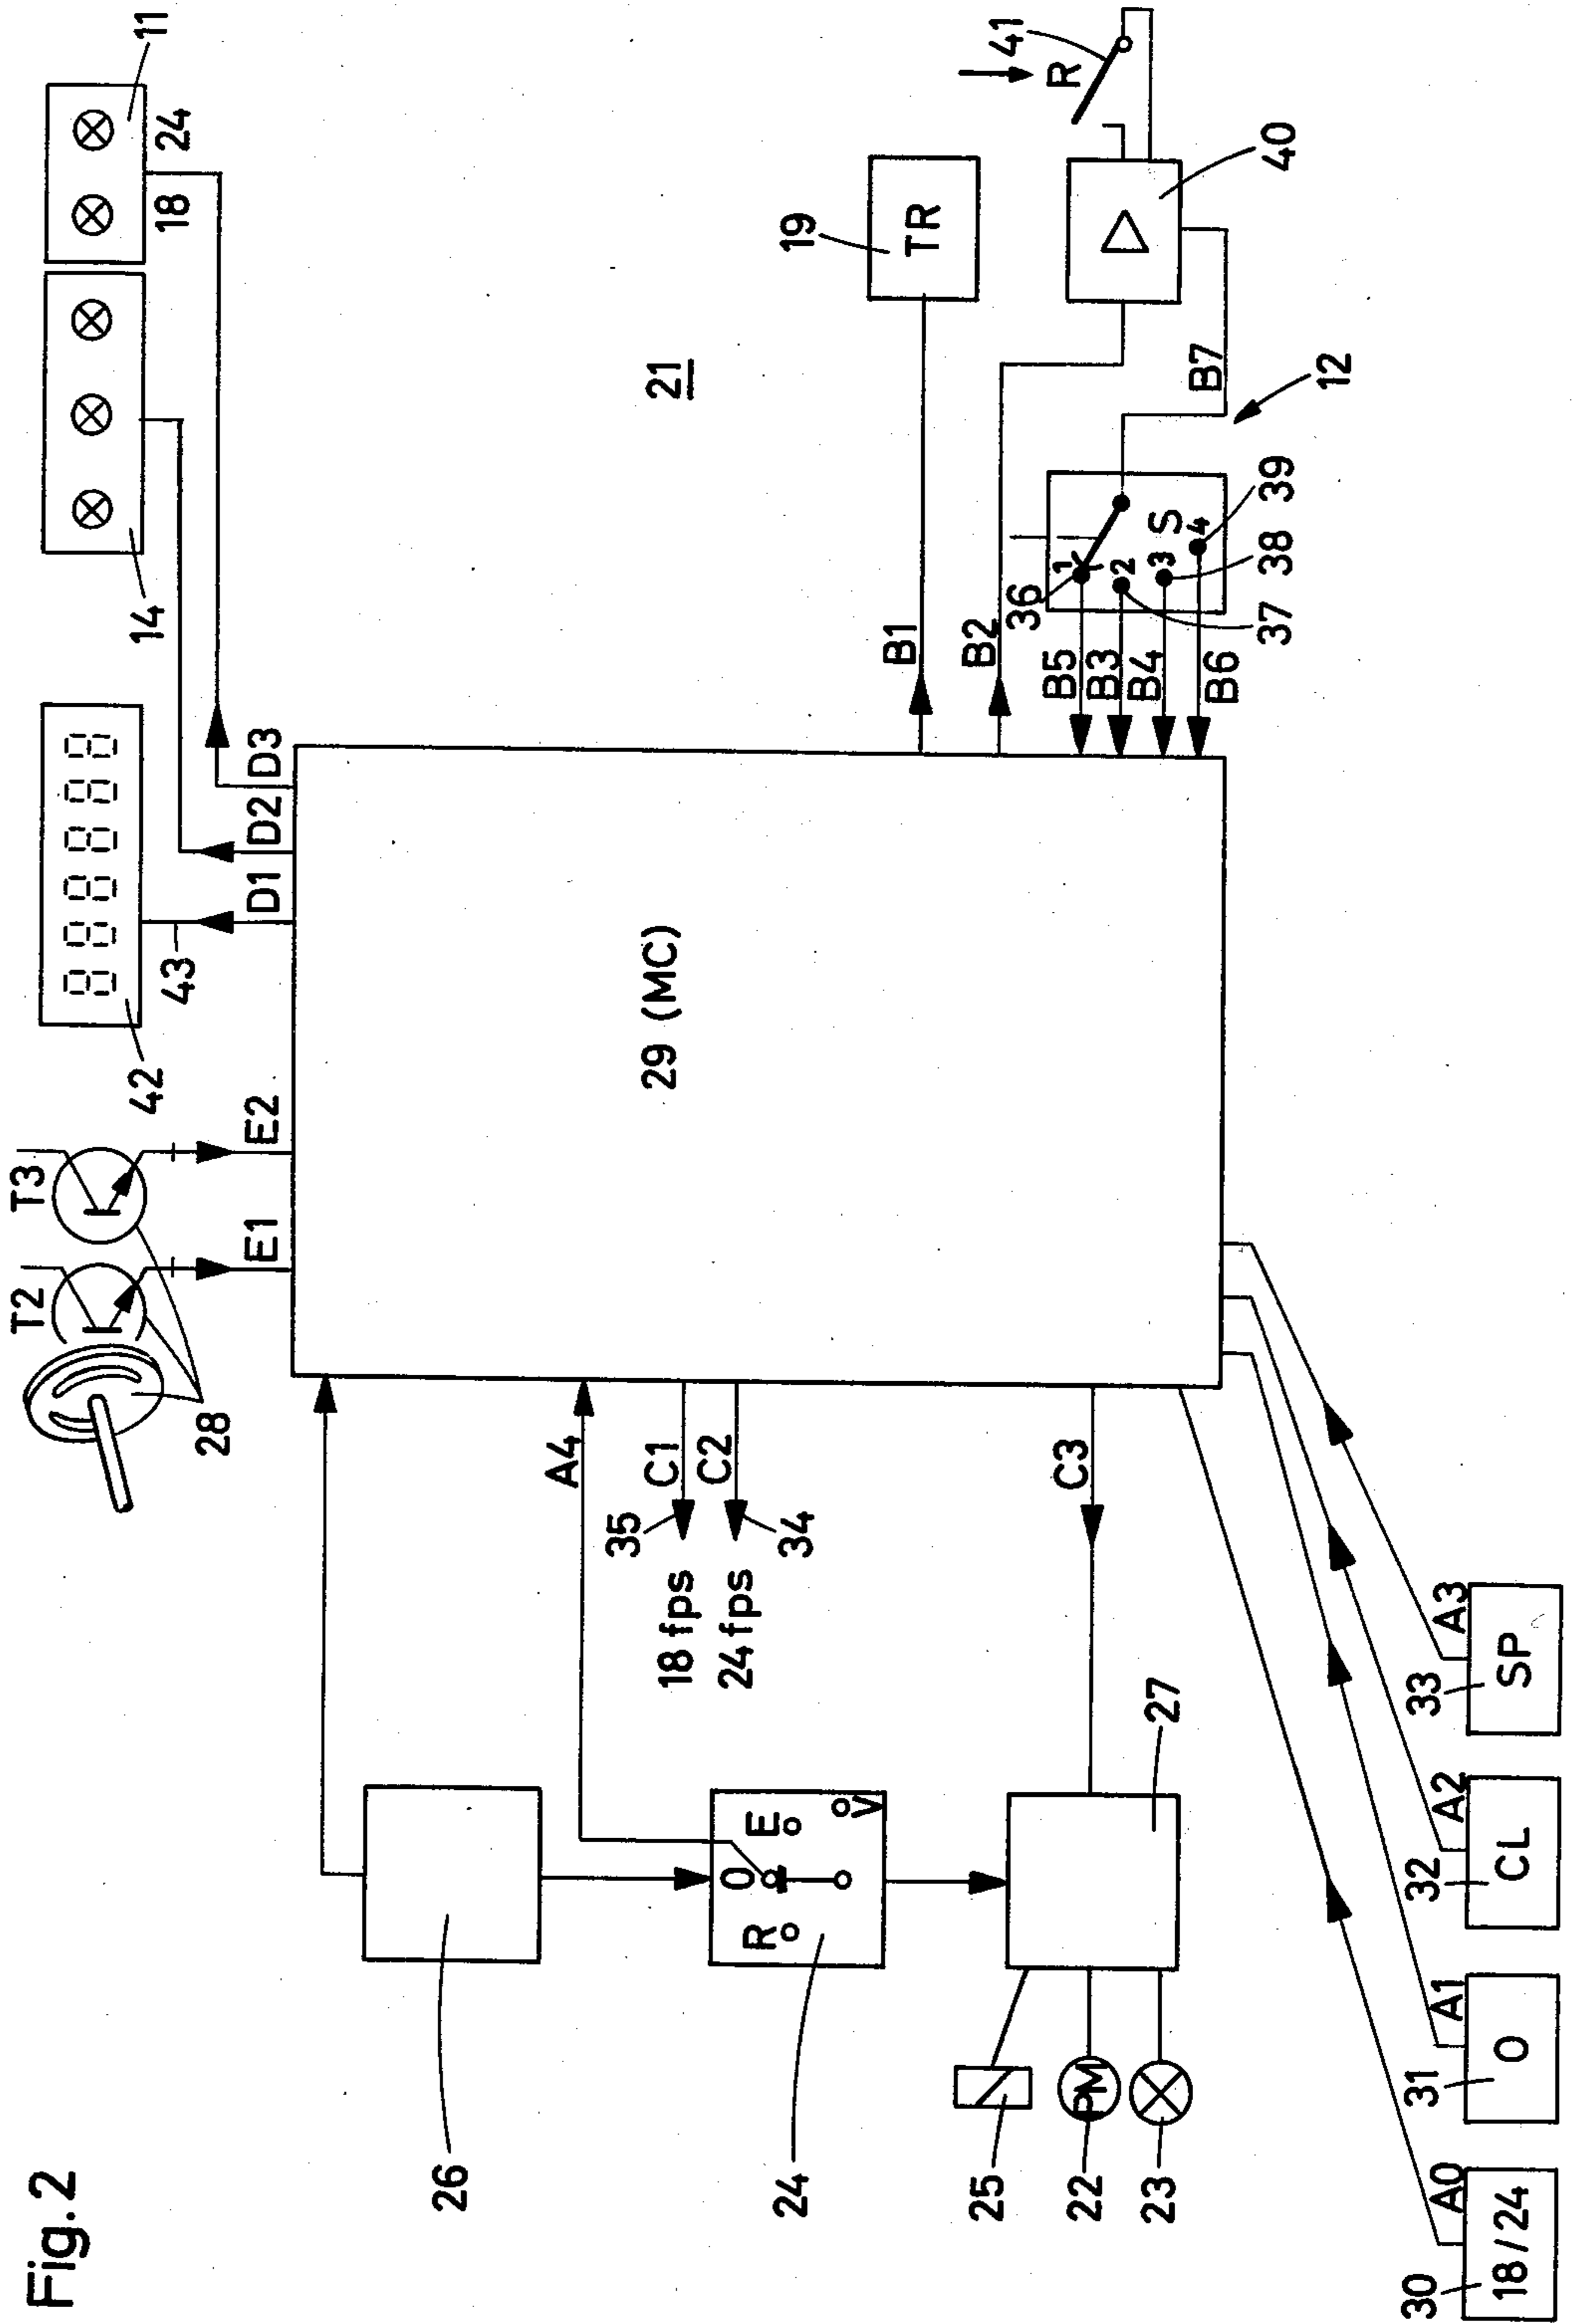 Fig. 2
T2
T3
28
E1
E2
42
43
D1
D2
D3
14
11
18
24
26
A4
35
C1
C2
34
18 fps
24 fps
29 (MC)
21
B1
19
TR
B2
R
41
40
B7
12
36
1
2
3
4
S
37
38
39
B5
B3
B4
B6
24
R
O
E
V
C3
27
25
22
PM
23
30
18/24
A0
31
O
A1
32
CL
A2
33
SP
A3